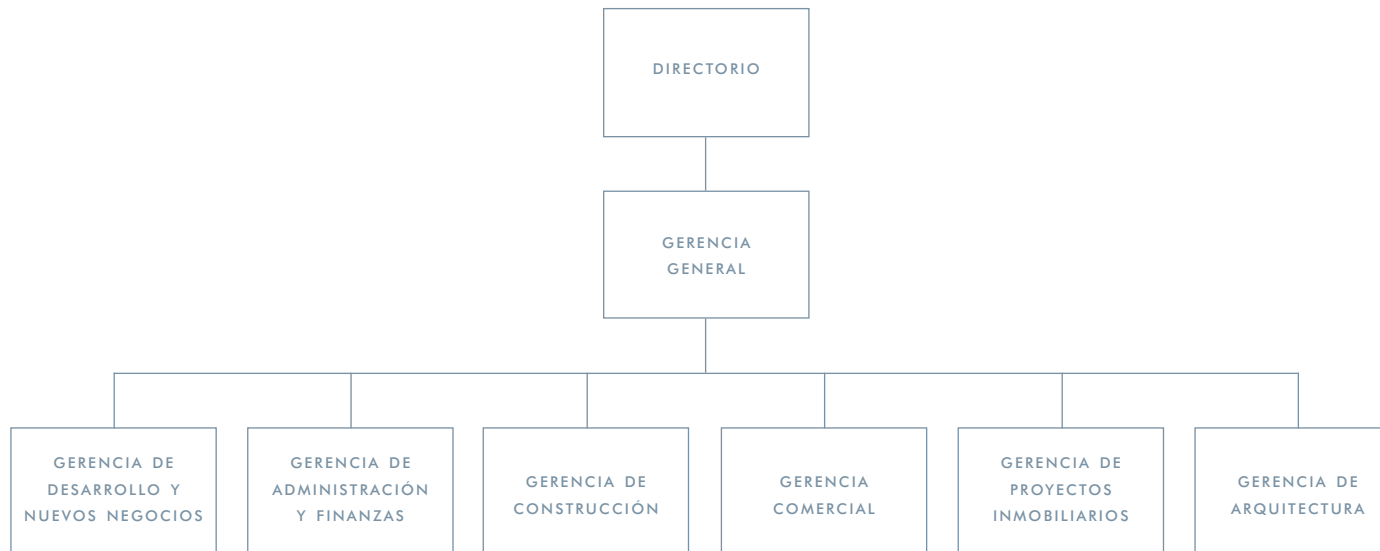 DIRECTORIO
GERENCIA
GENERAL
GERENCIA DE
DESARROLLO Y
NUEVOS NEGOCIOS
GERENCIA DE
ADMINISTRACIÓN
Y FINANZAS
GERENCIA DE
CONSTRUCCIÓN
GERENCIA
COMERCIAL
GERENCIA DE
PROYECTOS
INMOBILIARIOS
GERENCIA DE
ARQUITECTURA